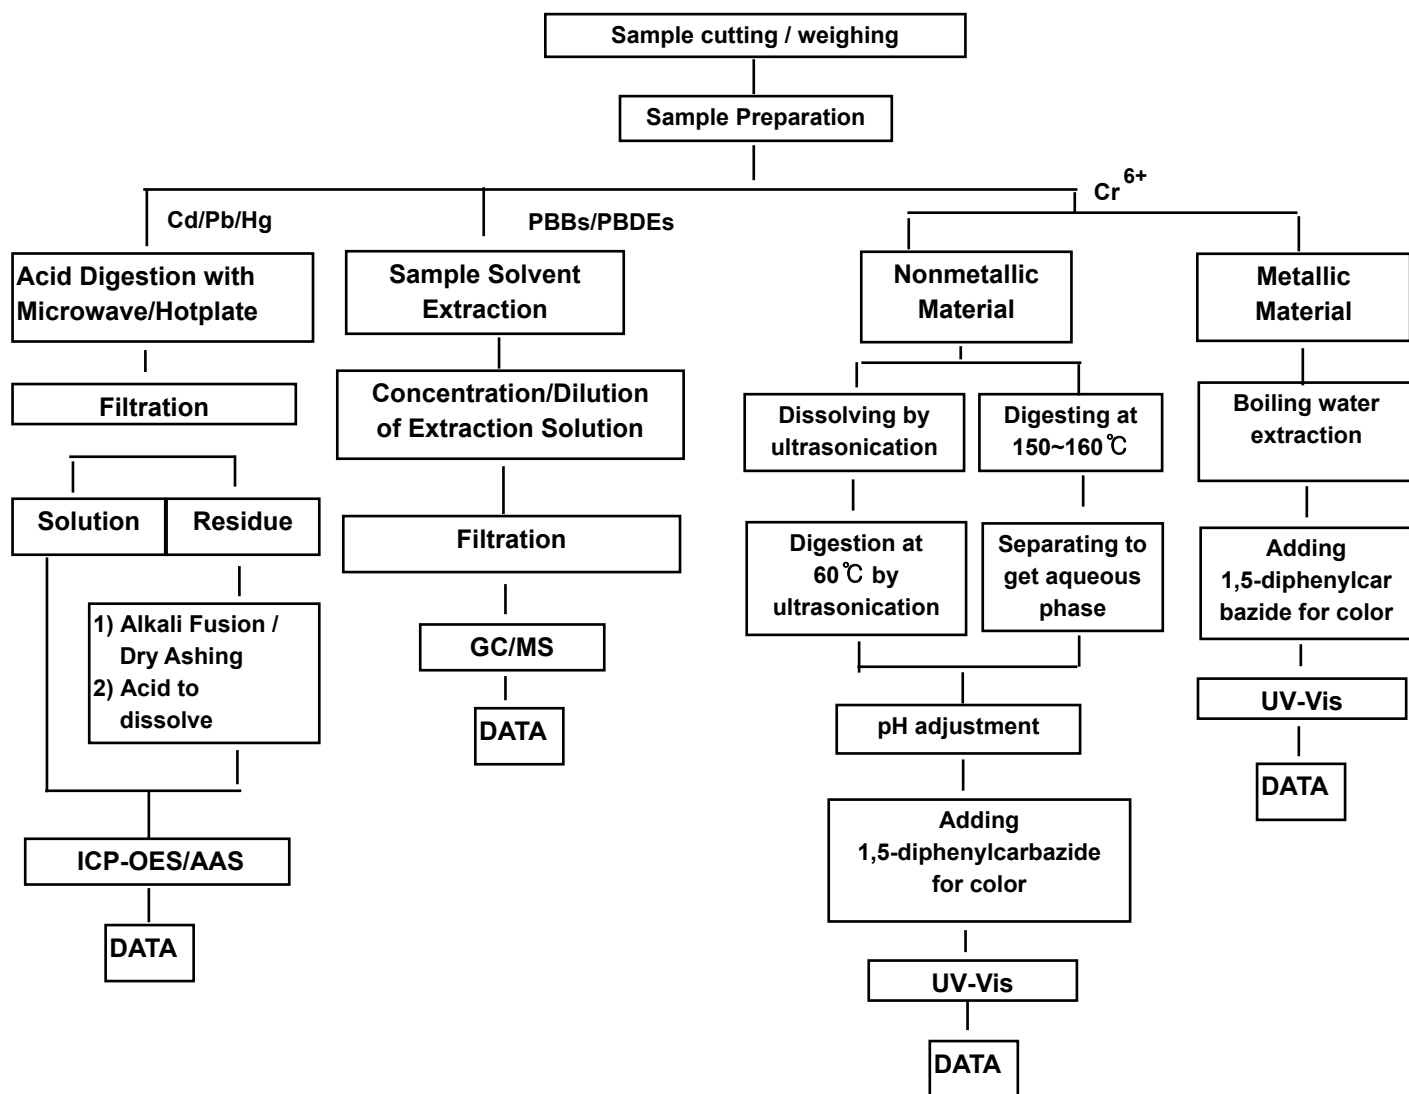 Sample cutting / weighing
Sample Preparation
Cr 6+
Cd/Pb/Hg
PBBs/PBDEs
Acid Digestion with
Microwave/Hotplate
Filtration
Solution
Residue
1) Alkali Fusion /
Dry Ashing
2) Acid to
dissolve
ICP-OES/AAS
DATA
Sample Solvent
Extraction
Concentration/Dilution
of Extraction Solution
Filtration
GC/MS
DATA
Nonmetallic
Material
Dissolving by
ultrasonication
Digestion at
60℃ by
ultrasonication
Digesting at
150~160℃
Separating to
get aqueous
phase
pH adjustment
Adding
1,5-diphenylcarbazide
for color
UV-Vis
DATA
Metallic
Material
Boiling water
extraction
Adding
1,5-diphenylcar
bazide for color
UV-Vis
DATA